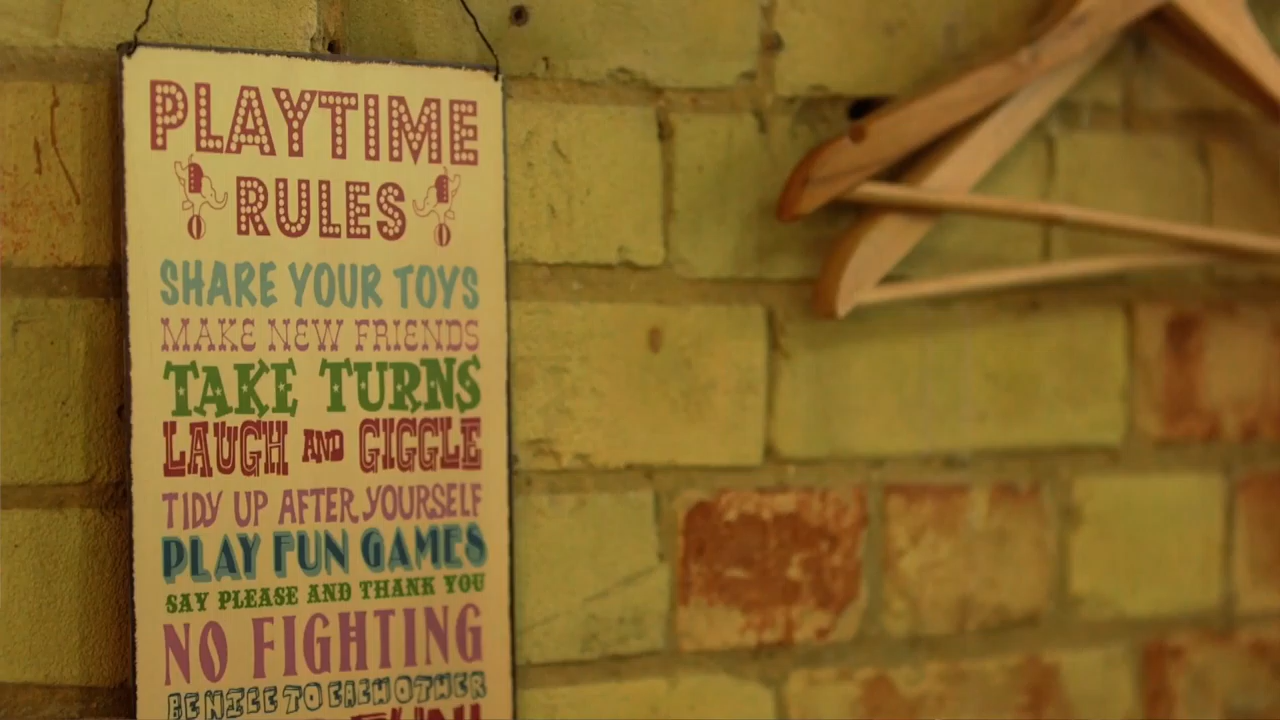 PLAYTIME
RULES
SHARE YOUR TOYS
MAKE NEW FRIENDS
TAKE TURNS
LAUGH AND GIGGLE
TIDY UP AFTER YOURSELF
PLAY FUN GAMES
SAY PLEASE AND THANK YOU
NO FIGHTING
BE NICE TO EACH OTHER